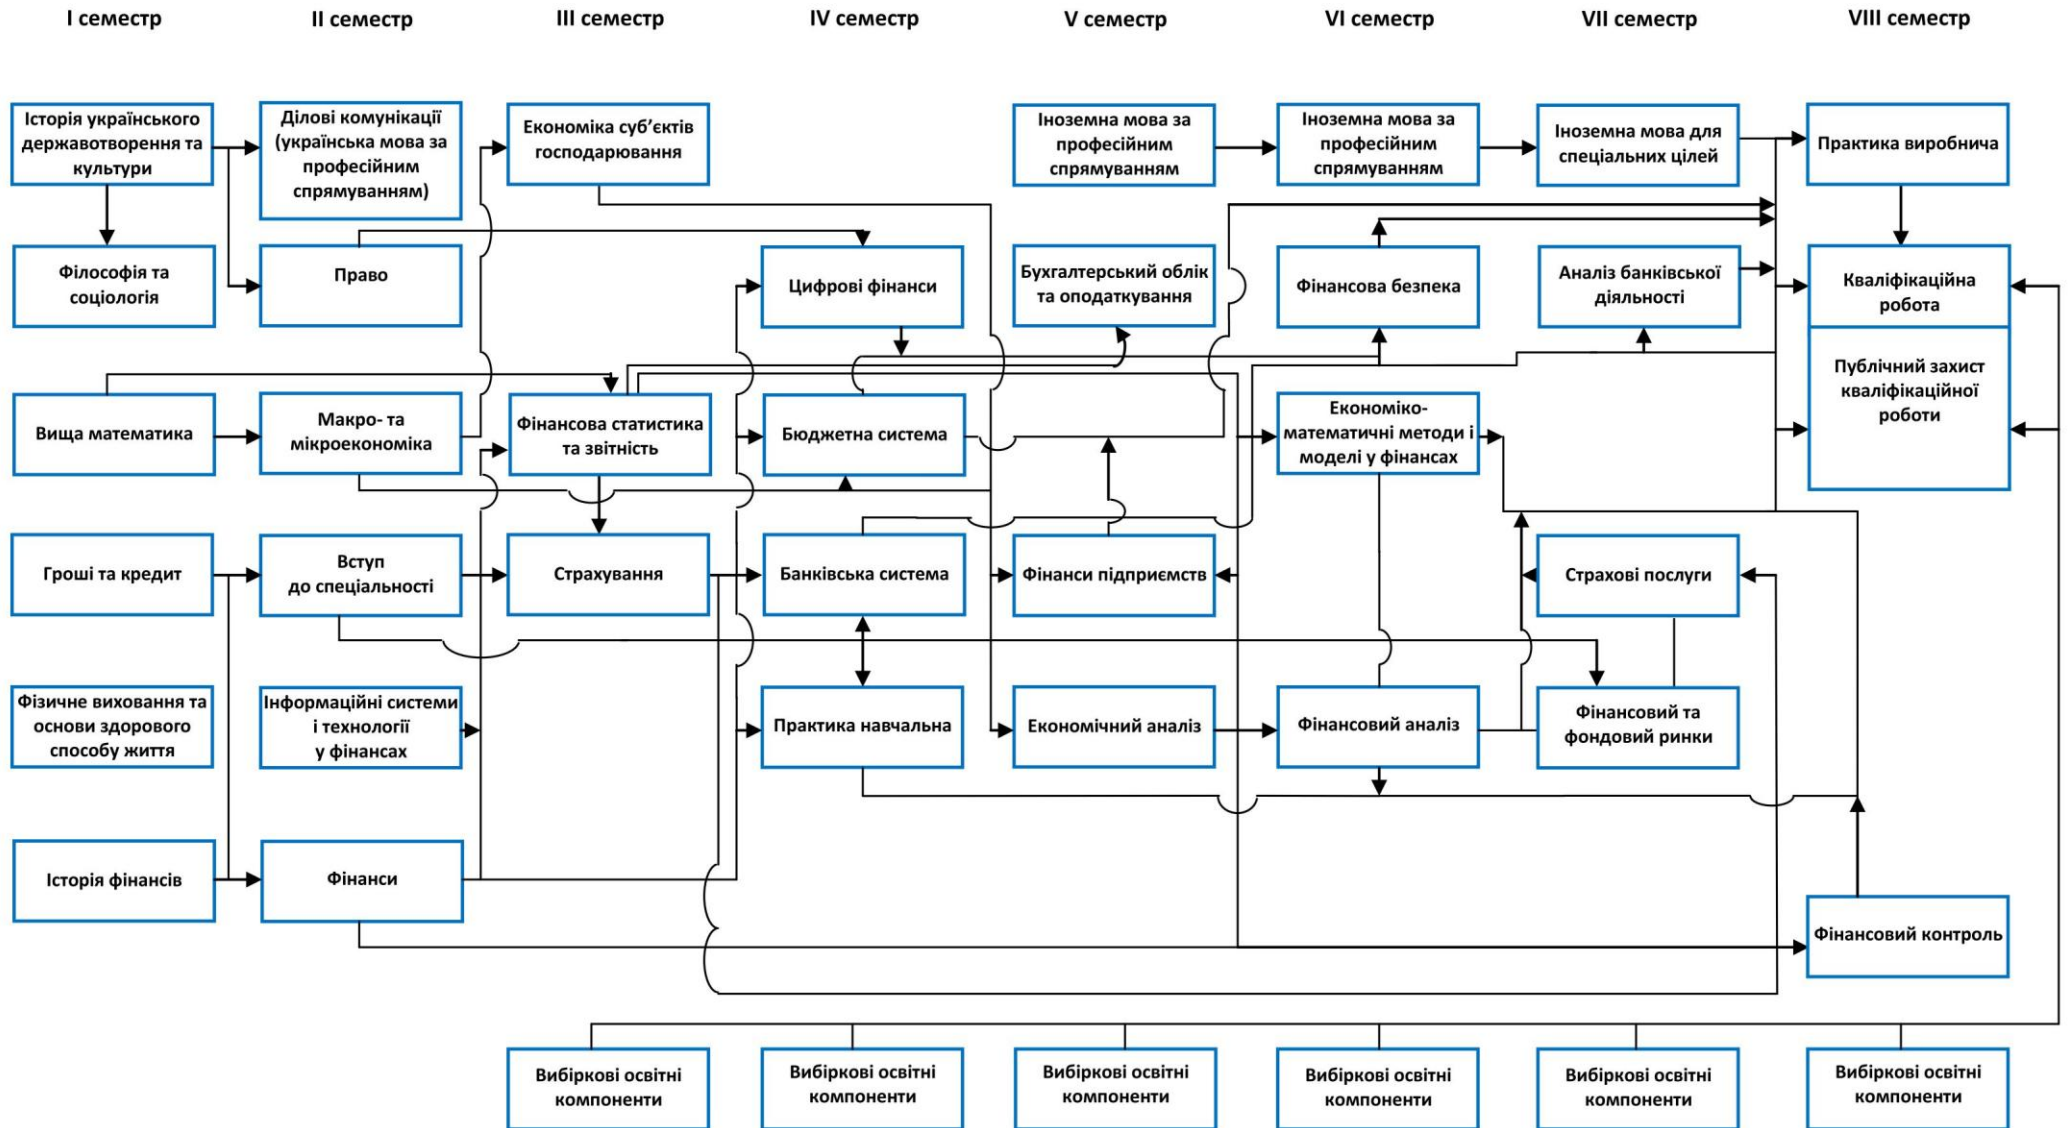 I семестр
II семестр
III семестр
IV семестр
V семестр
VI семестр
VII семестр
VIII семестр
Історія українського
державотворення та
культури
Ділові комунікації
(українська мова за
професійним
спрямуванням)
Економіка суб’єктів
господарювання
Іноземна мова за
професійним
спрямуванням
Іноземна мова за
професійним
спрямуванням
Іноземна мова для
спеціальних цілей
Практика виробнича
Філософія та
соціологія
Право
Цифрові фінанси
Бухгалтерський облік
та оподаткування
Фінансова безпека
Аналіз банківської
діяльності
Кваліфікаційна
робота
Публічний захист
кваліфікаційної
роботи
Вища математика
Макро- та
мікроекономіка
Фінансова статистика
та звітність
Бюджетна система
Економіко-
математичні методи і
моделі у фінансах
Гроші та кредит
Вступ
до спеціальності
Страхування
Банківська система
Фінанси підприємств
Страхові послуги
Фізичне виховання та
основи здорового
способу життя
Інформаційні системи
і технології
у фінансах
Практика навчальна
Економічний аналіз
Фінансовий аналіз
Фінансовий та
фондовий ринки
Історія фінансів
Фінанси
Фінансовий контроль
Вибіркові освітні
компоненти
Вибіркові освітні
компоненти
Вибіркові освітні
компоненти
Вибіркові освітні
компоненти
Вибіркові освітні
компоненти
Вибіркові освітні
компоненти